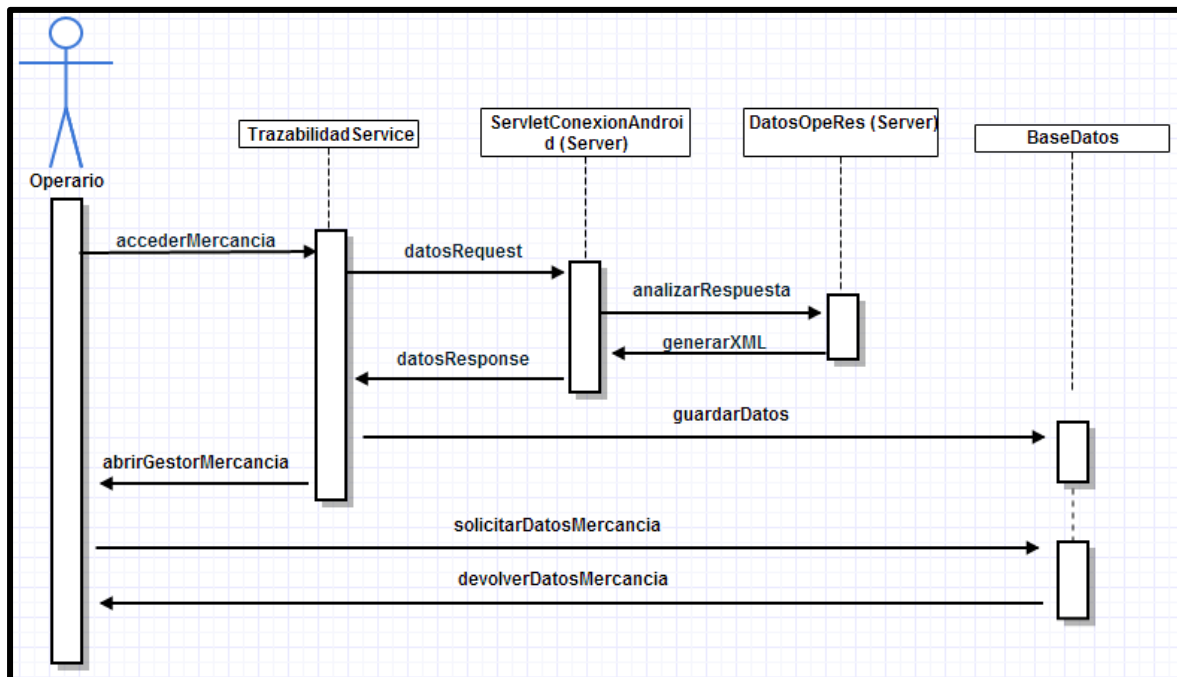 Operario
TrazabilidadService
ServletConexionAndroi
d (Server)
DatosOpeRes (Server)
BaseDatos
accederMercancia
datosRequest
analizarRespuesta
generarXML
datosResponse
guardarDatos
abrirGestorMercancia
solicitarDatosMercancia
devolverDatosMercancia